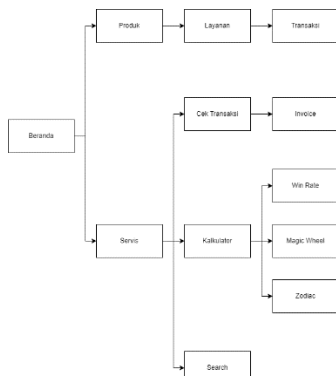 Produk
Layanan
Transaksi
Cek Transaksi
Invoice
Beranda
Win Rate
Servis
Kalkulator
Magic Wheel
Zodiac
Search